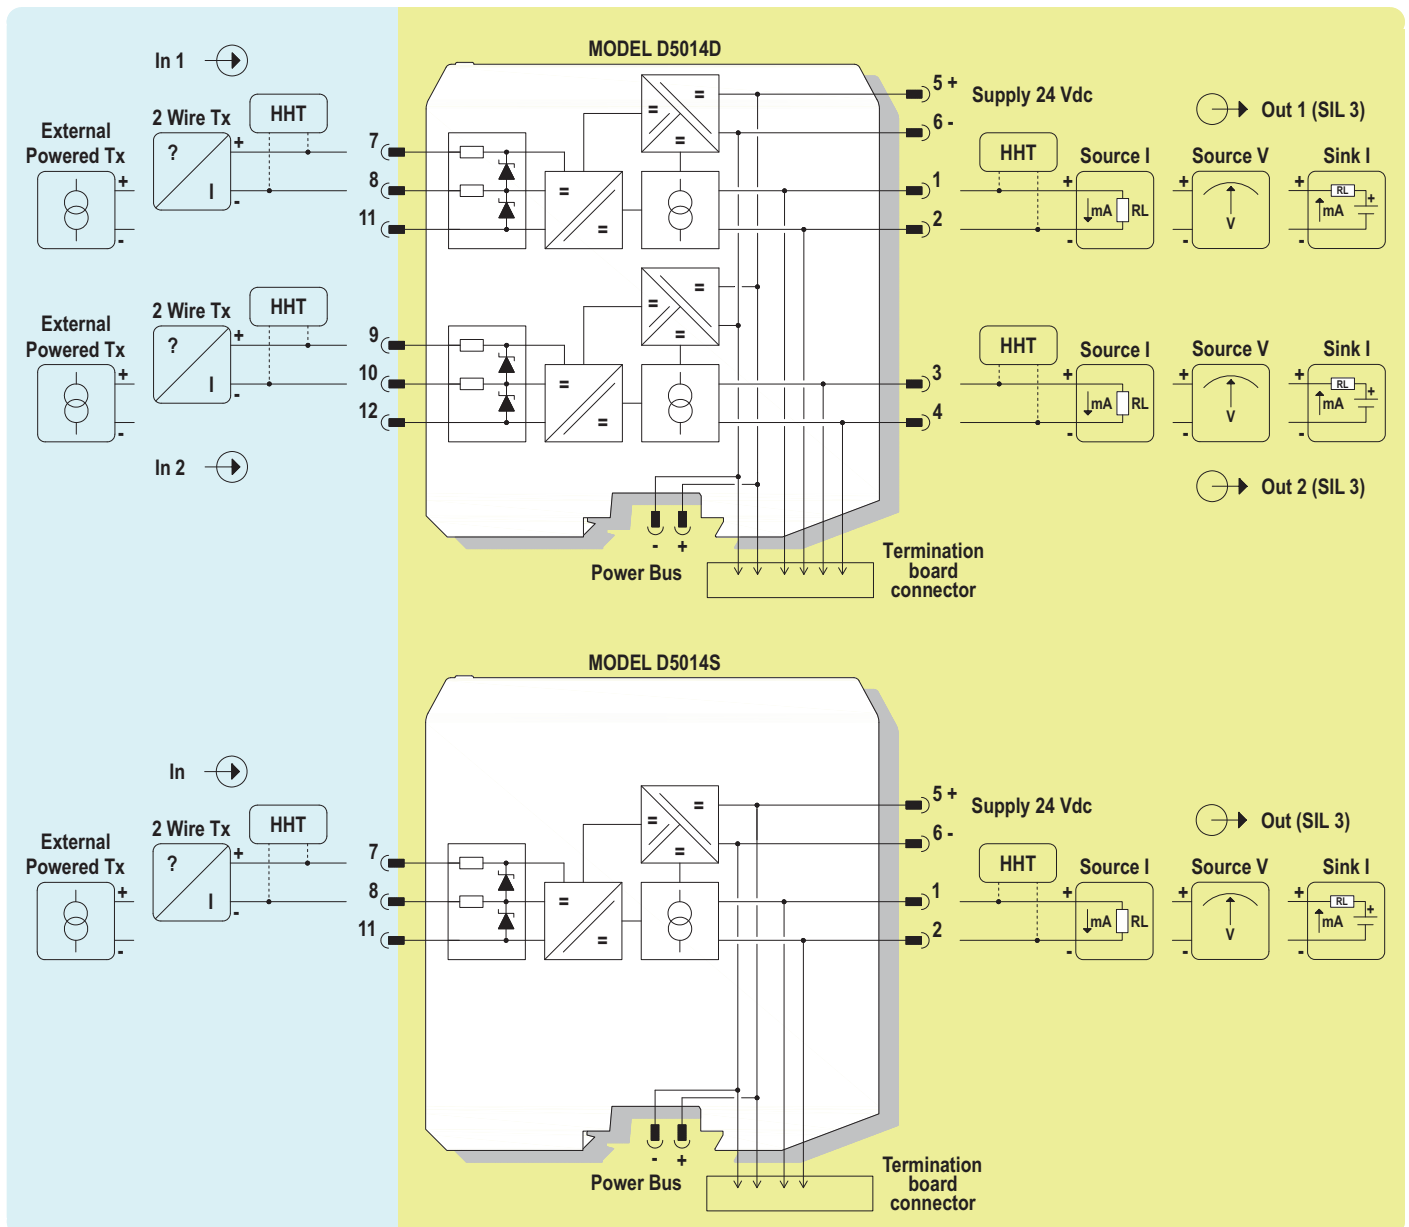 MODEL D5014D
In 1
5 +
Supply 24 Vdc
6 -
Out 1 (SIL 3)
External
Powered Tx
+
-
2 Wire Tx
?
I
+
-
HHT
7
8
11
=
=
=
=
=
1
2
HHT
Source I
+
mA
RL
-
Source V
+
V
-
Sink I
+
RL
mA
+
-
External
Powered Tx
+
-
2 Wire Tx
?
I
+
-
HHT
9
10
12
=
=
=
=
=
3
4
HHT
Source I
+
mA
RL
-
Source V
+
V
-
Sink I
+
RL
mA
+
-
In 2
Out 2 (SIL 3)
- +
Power Bus
Termination
board
connector
MODEL D5014S
In
5 +
Supply 24 Vdc
6 -
Out (SIL 3)
External
Powered Tx
+
-
2 Wire Tx
?
I
+
-
HHT
7
8
11
=
=
=
=
=
1
2
HHT
Source I
+
mA
RL
-
Source V
+
V
-
Sink I
+
RL
mA
+
-
- +
Power Bus
Termination
board
connector